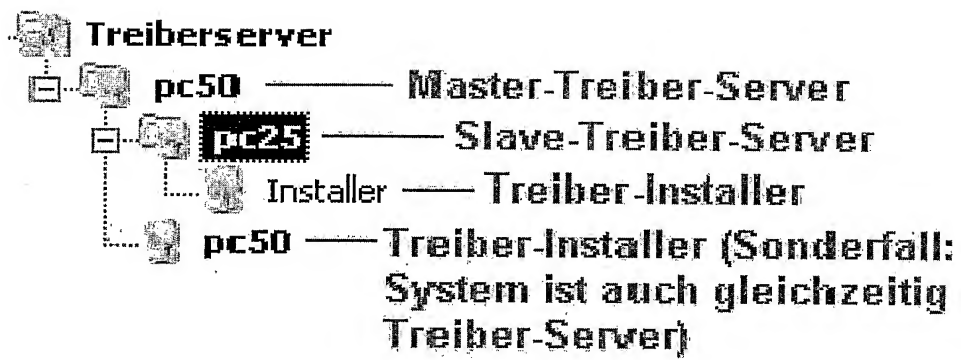 Treiberserver
pc50 Master-Treiber-Server
pc25 Slave-Treiber-Server
Installer Treiber-Installer
pc50 Treiber-Installer (Sonderfall:
System ist auch gleichzeitig
Treiber-Server)